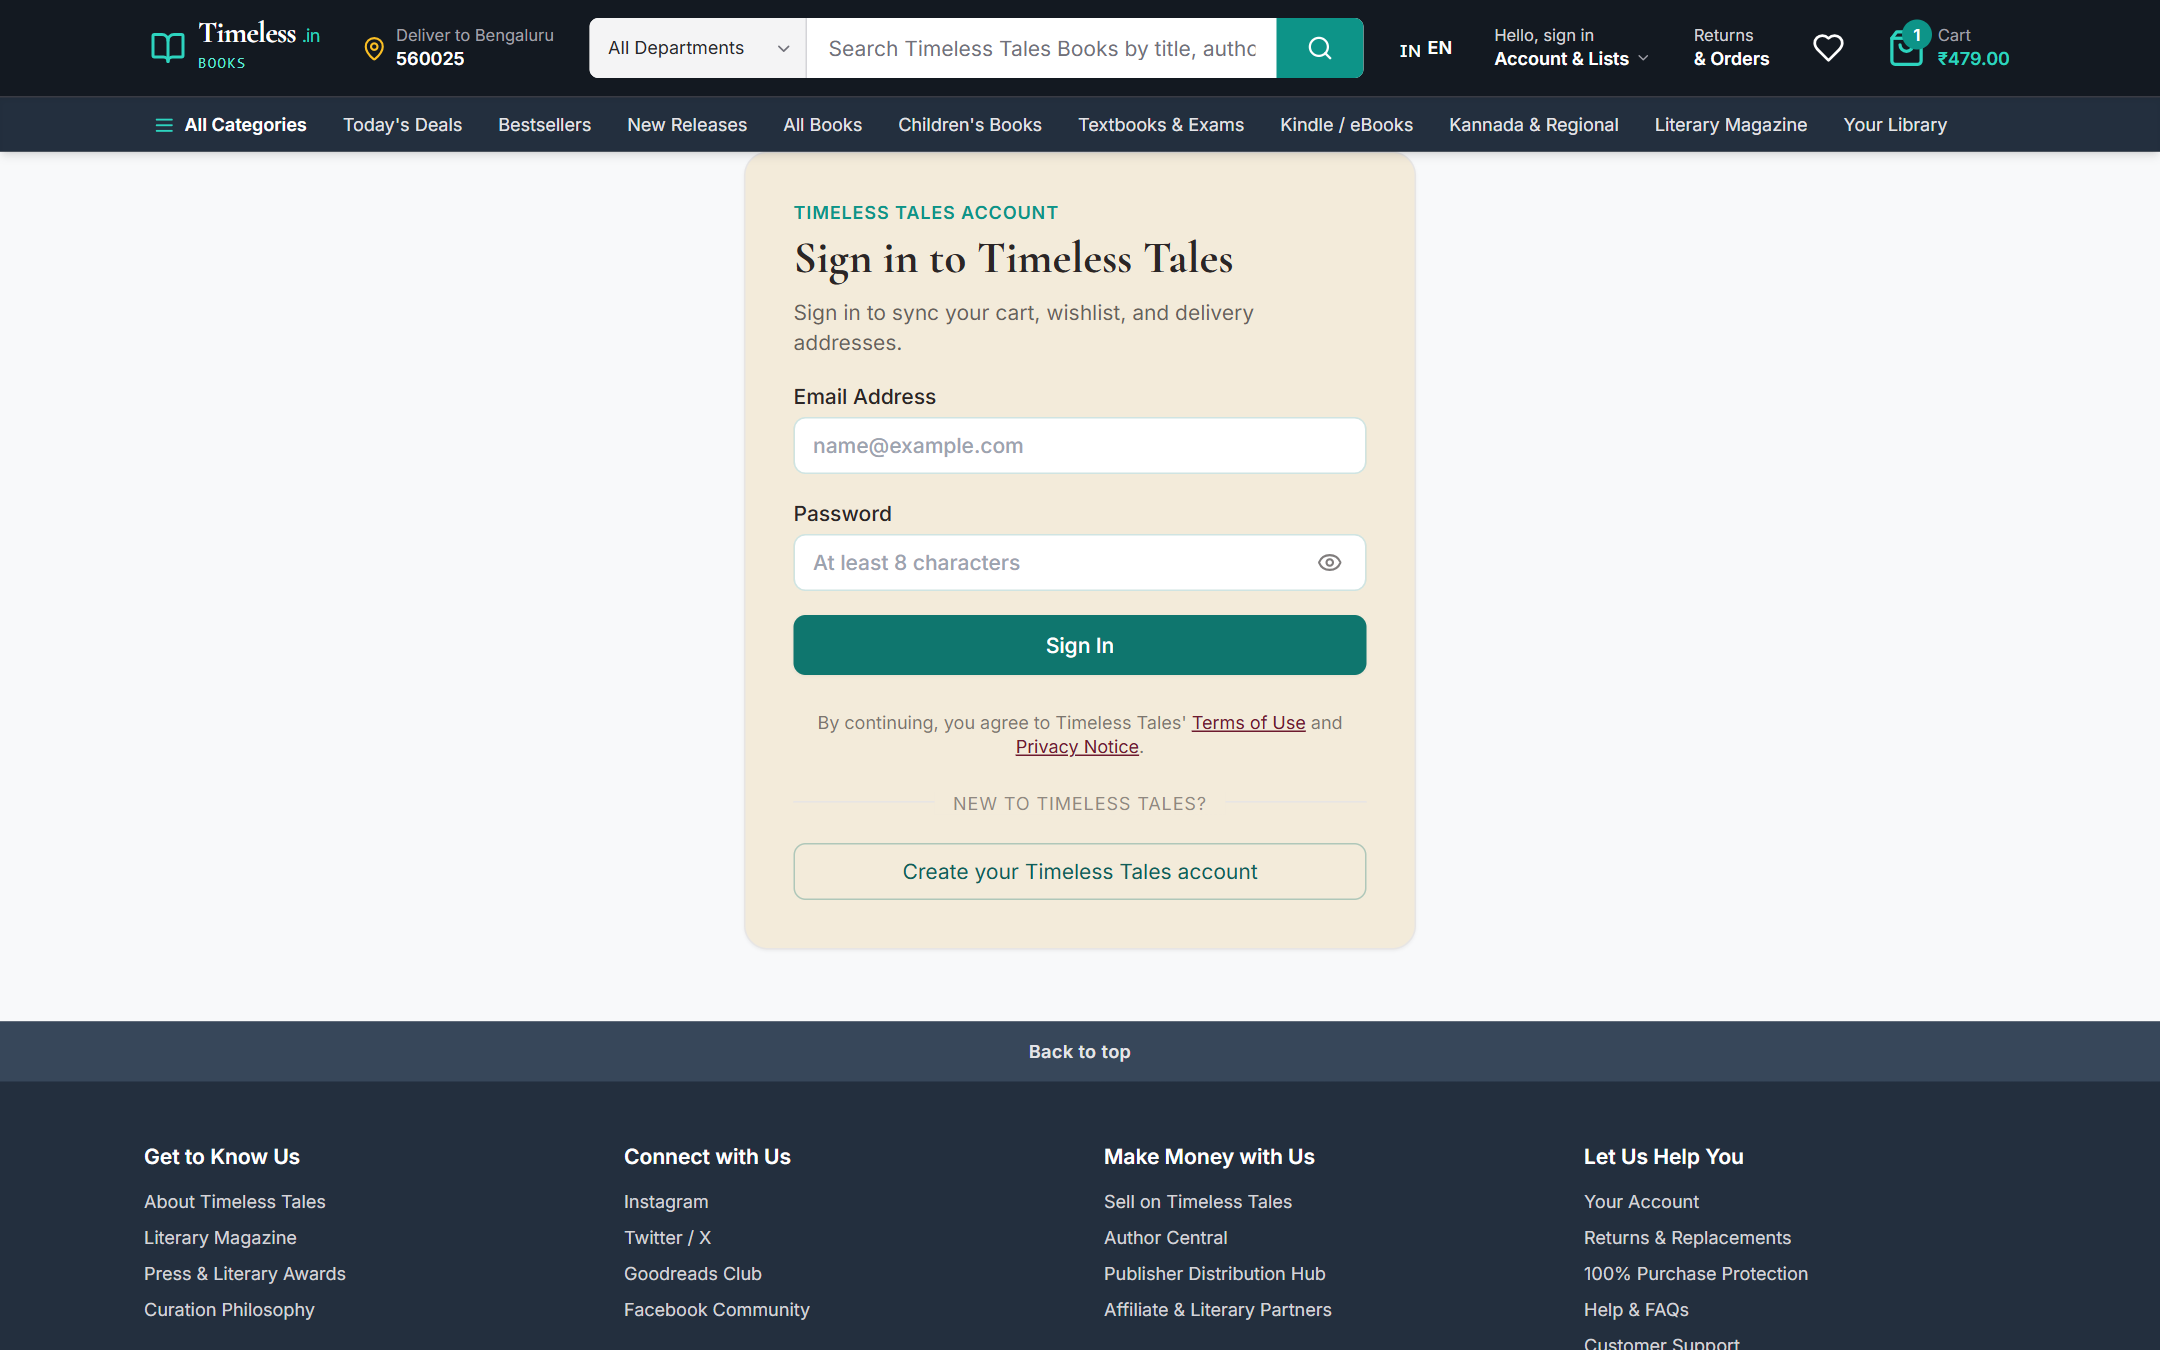 Timeless .in
BOOKS
Deliver to Bengaluru
560025
All Departments
Search Timeless Tales Books by title, autho
IN EN
Hello, sign in
Account & Lists
Returns
& Orders
1
Cart
₹479.00
All Categories
Today's Deals
Bestsellers
New Releases
All Books
Children's Books
Textbooks & Exams
Kindle / eBooks
Kannada & Regional
Literary Magazine
Your Library
TIMELESS TALES ACCOUNT
Sign in to Timeless Tales
Sign in to sync your cart, wishlist, and delivery
addresses.
Email Address
name@example.com
Password
At least 8 characters
Sign In
By continuing, you agree to Timeless Tales' Terms of Use and
Privacy Notice.
NEW TO TIMELESS TALES?
Create your Timeless Tales account
Back to top
Get to Know Us
About Timeless Tales
Literary Magazine
Press & Literary Awards
Curation Philosophy
Connect with Us
Instagram
Twitter / X
Goodreads Club
Facebook Community
Make Money with Us
Sell on Timeless Tales
Author Central
Publisher Distribution Hub
Affiliate & Literary Partners
Let Us Help You
Your Account
Returns & Replacements
100% Purchase Protection
Help & FAQs
Customer Support